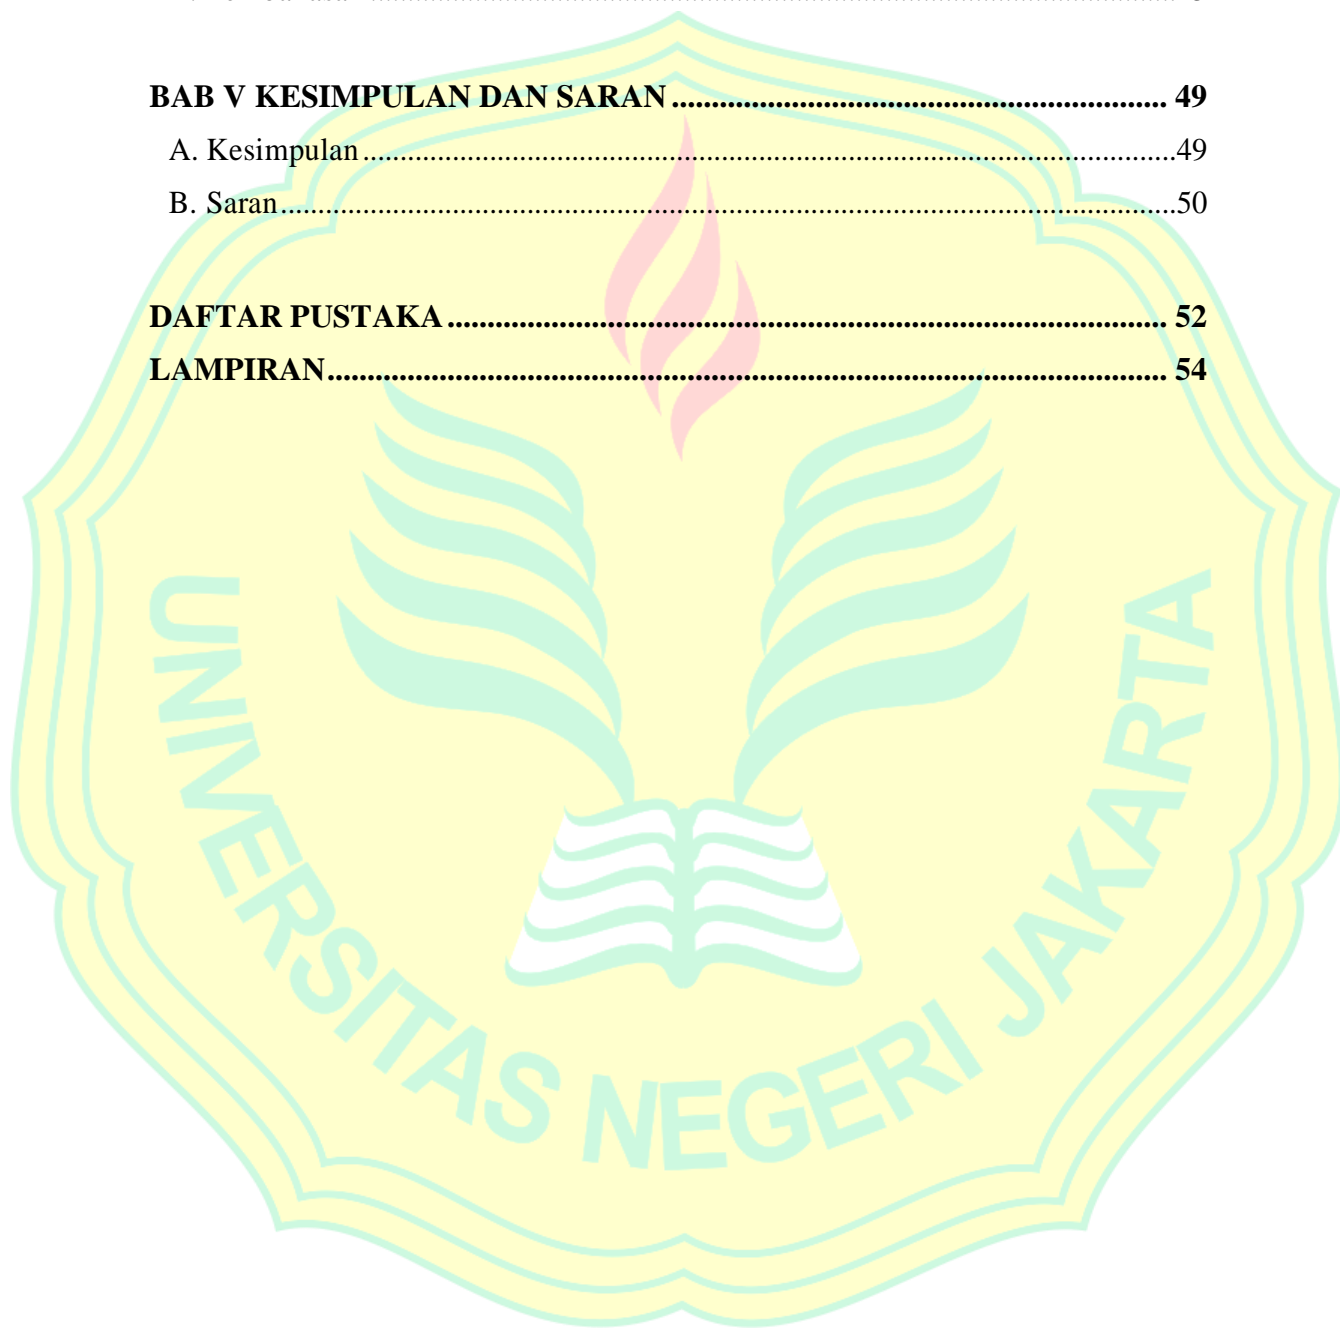 BAB V KESIMPULAN DAN SARAN ............................................................. 49
A. Kesimpulan .............................................................................................................49
B. Saran........................................................................................................................50
DAFTAR PUSTAKA ......................................................................................... 52
LAMPIRAN........................................................................................................ 54
UNIVERSITAS NEGERI JAKARTA